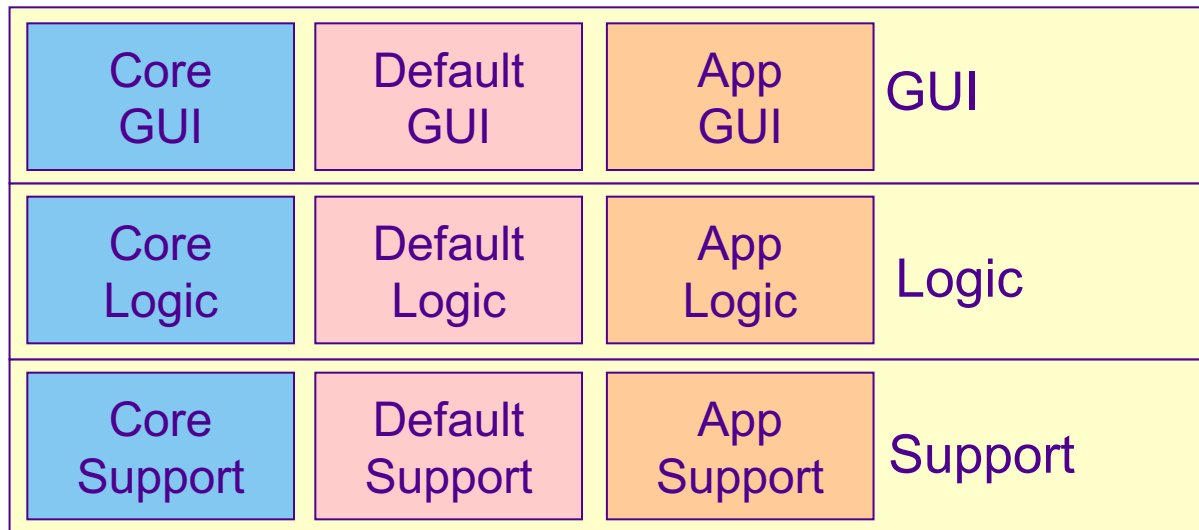 Core
GUI
Default
GUI
App
GUI
GUI
Core
Logic
Default
Logic
App
Logic
Logic
Core
Support
Default
Support
App
Support
Support